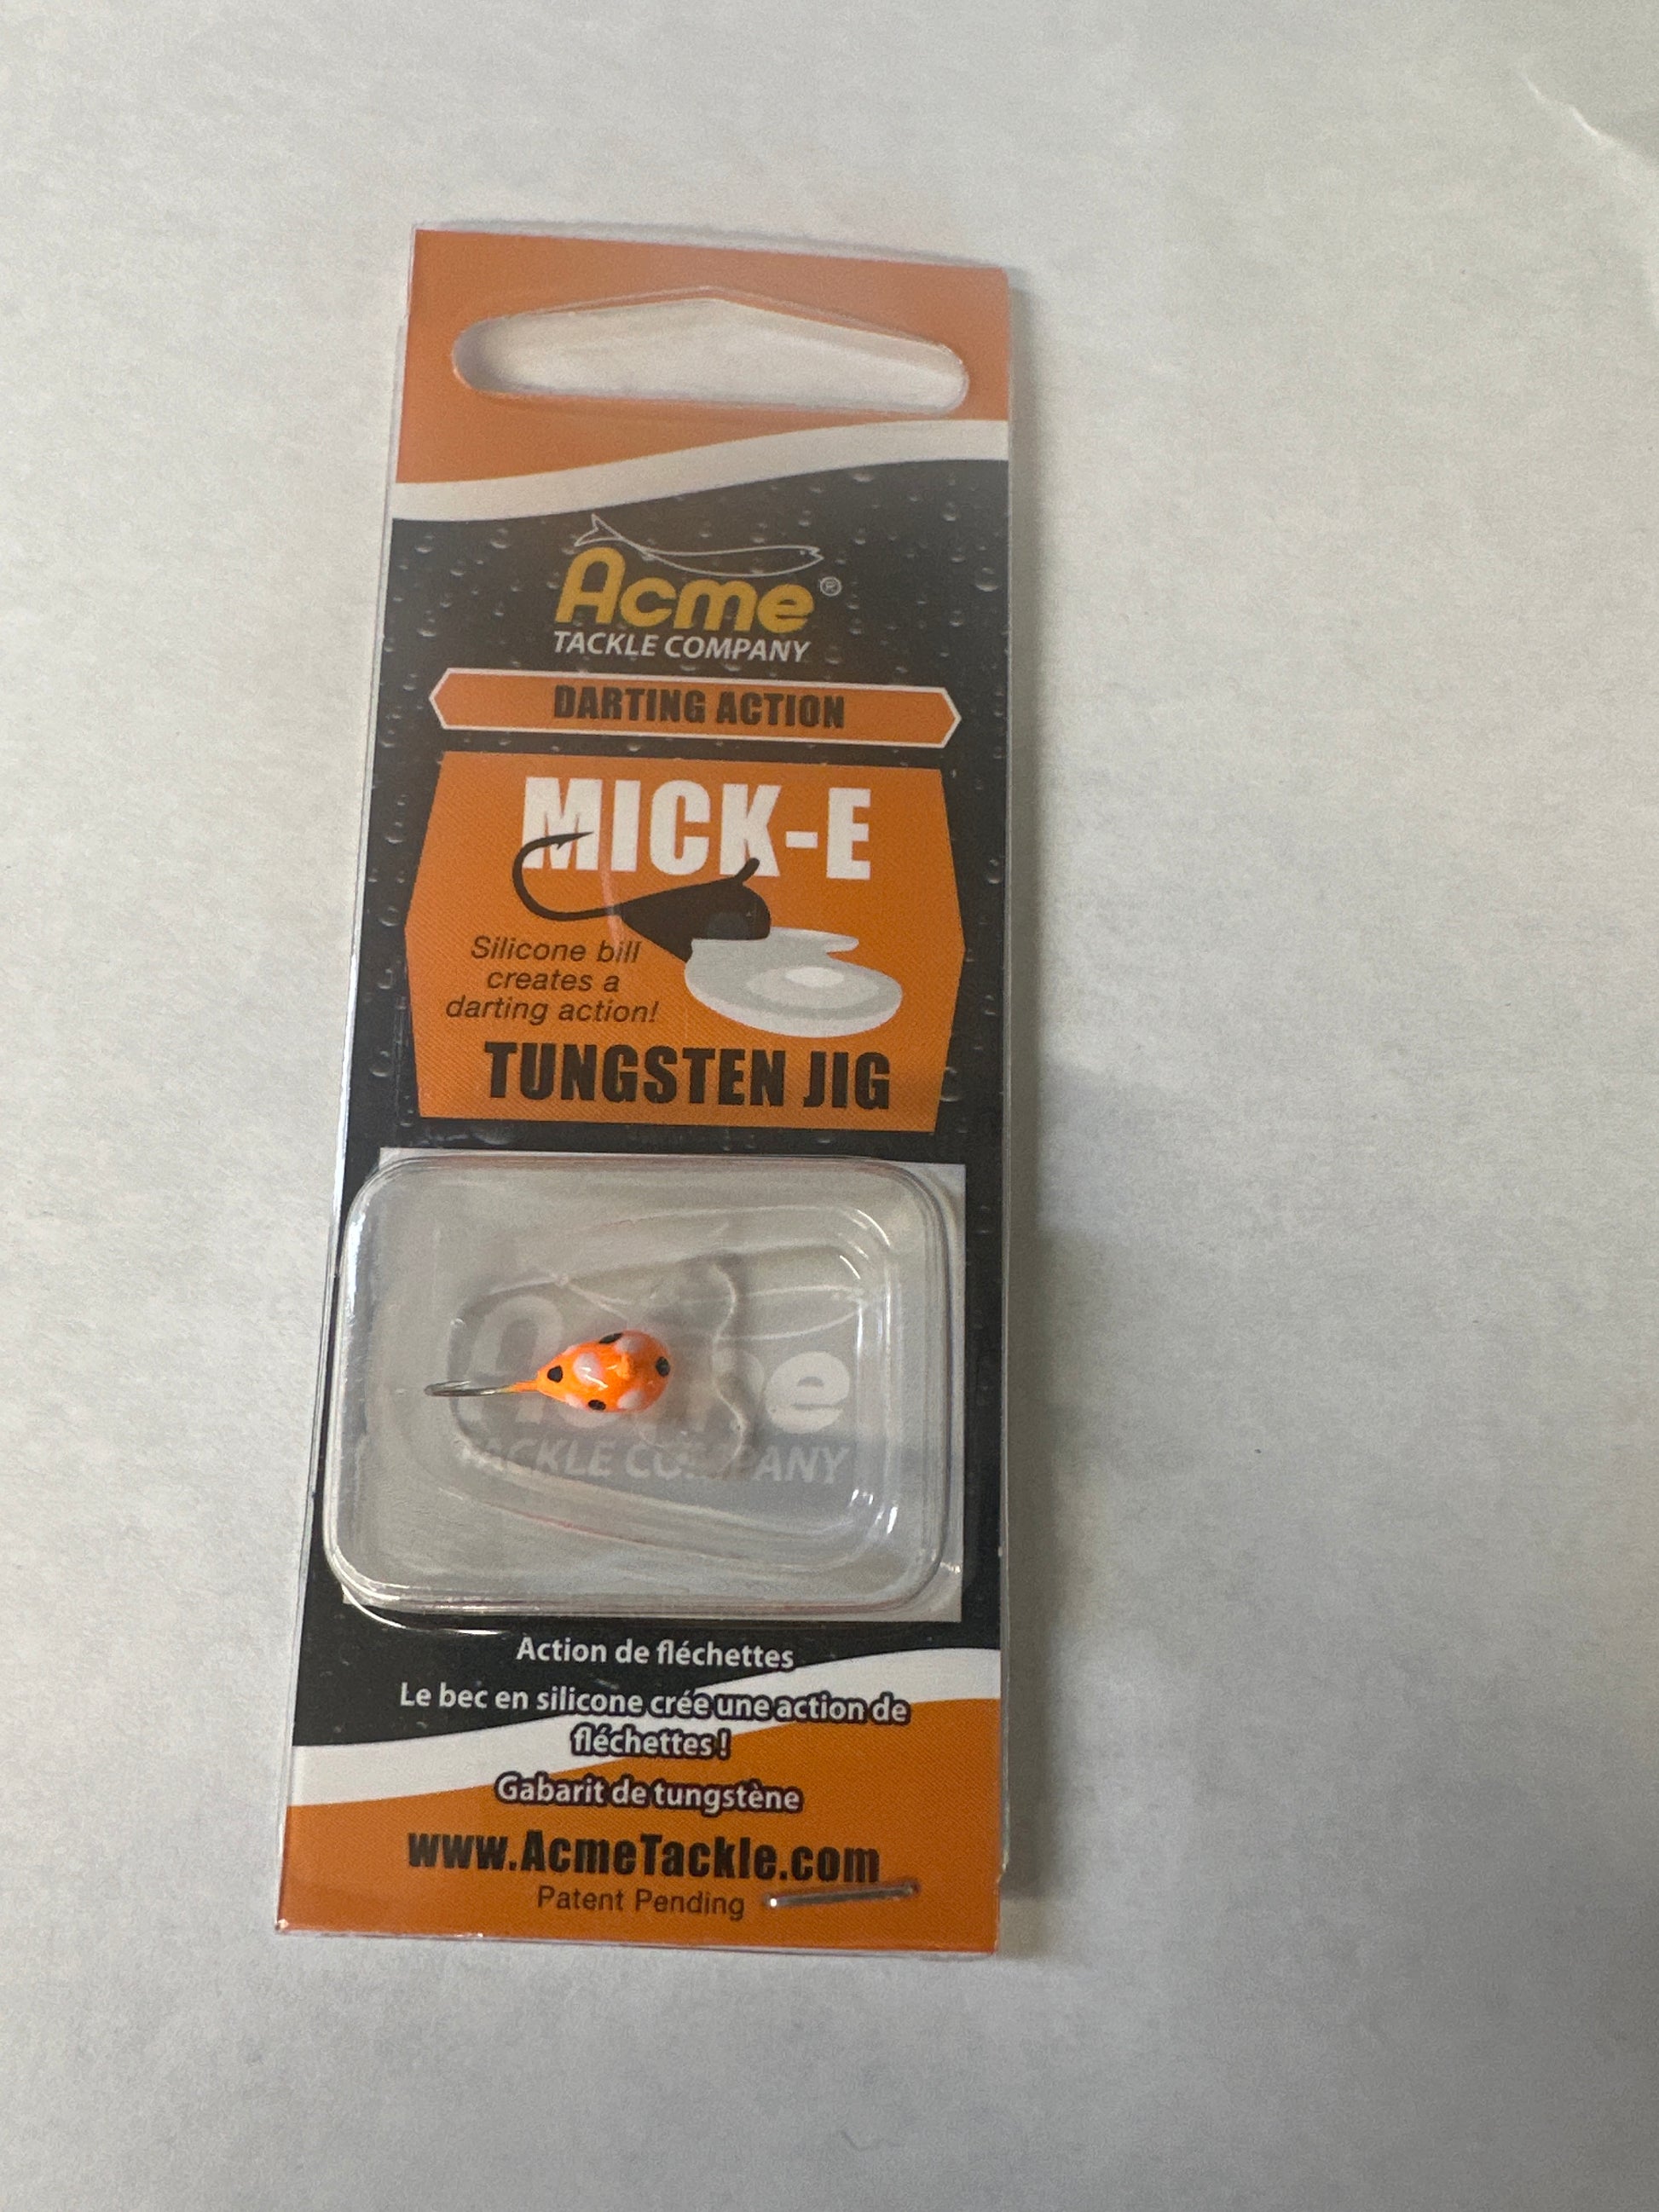 Acme®
TACKLE COMPANY
DARTING ACTION
MICK-E
Silicone bill
creates a
darting action!
TUNGSTEN JIG
Acme
TACKLE COMPANY
Action de fléchettes
Le bec en silicone crée une action de
fléchettes !
Gabarit de tungstène
www.AcmeTackle.com
Patent Pending